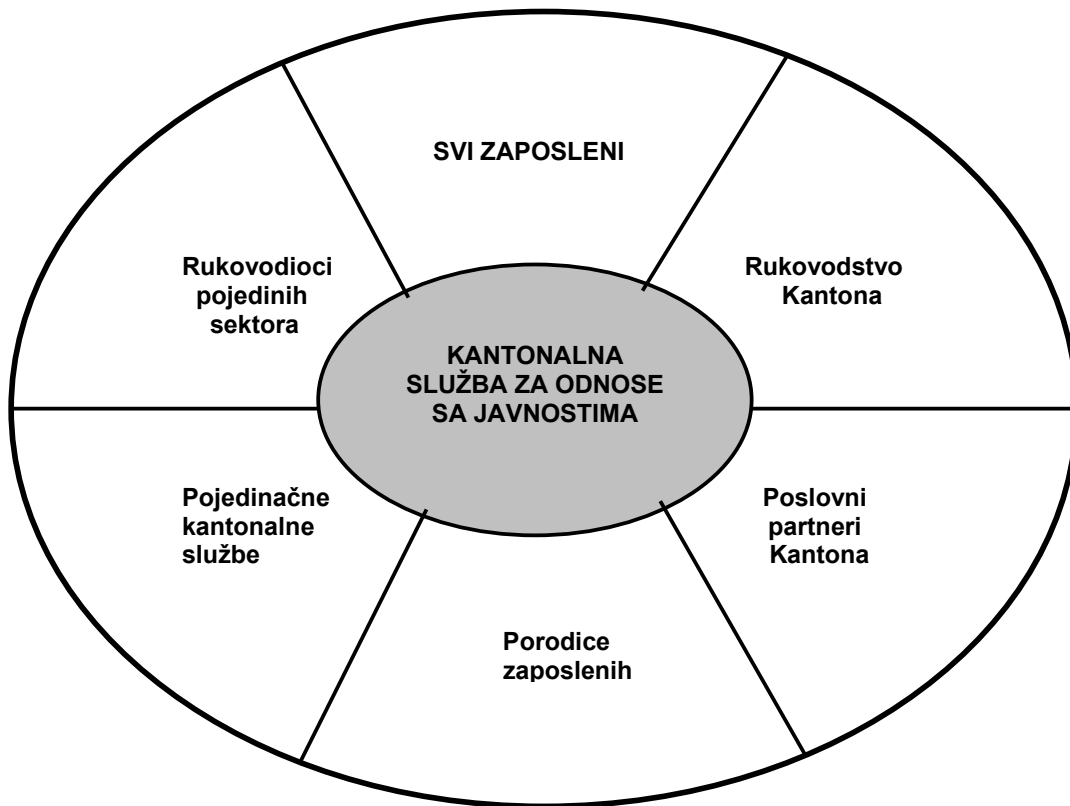 SVI ZAPOSLENI
Rukovodioci
pojedinih
sektora
Rukovodstvo
Kantona
KANTONALNA
SLUŽBA ZA ODNOSE
SA JAVNOSTIMA
Pojedinačne
kantonalne
službe
Poslovni
partneri
Kantona
Porodice
zaposlenih